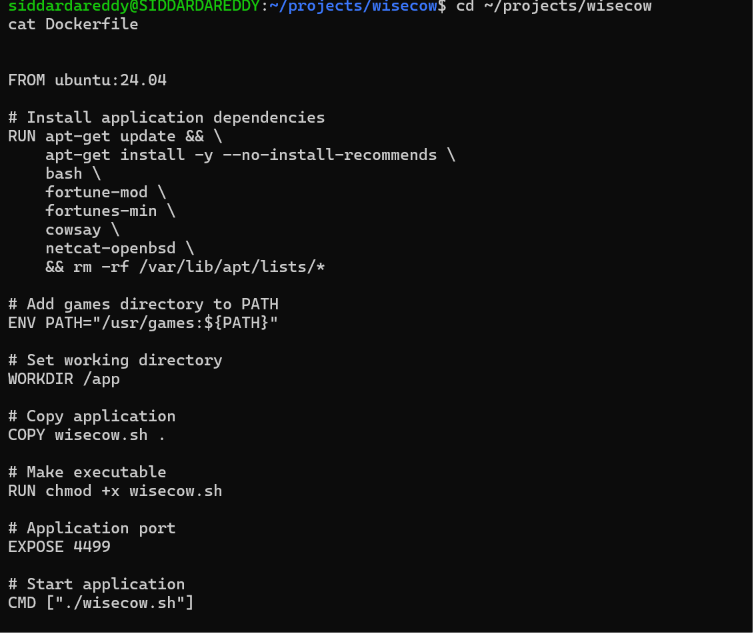 siddardareddy@SIDDARDAREDDY:~/projects/wisecow$ cd ~/projects/wisecow
cat Dockerfile
FROM ubuntu:24.04
# Install application dependencies
RUN apt-get update && \
    apt-get install -y --no-install-recommends \
    bash \
    fortune-mod \
    fortunes-min \
    cowsay \
    netcat-openbsd \
    && rm -rf /var/lib/apt/lists/*
# Add games directory to PATH
ENV PATH="/usr/games:${PATH}"
# Set working directory
WORKDIR /app
# Copy application
COPY wisecow.sh .
# Make executable
RUN chmod +x wisecow.sh
# Application port
EXPOSE 4499
# Start application
CMD ["./wisecow.sh"]